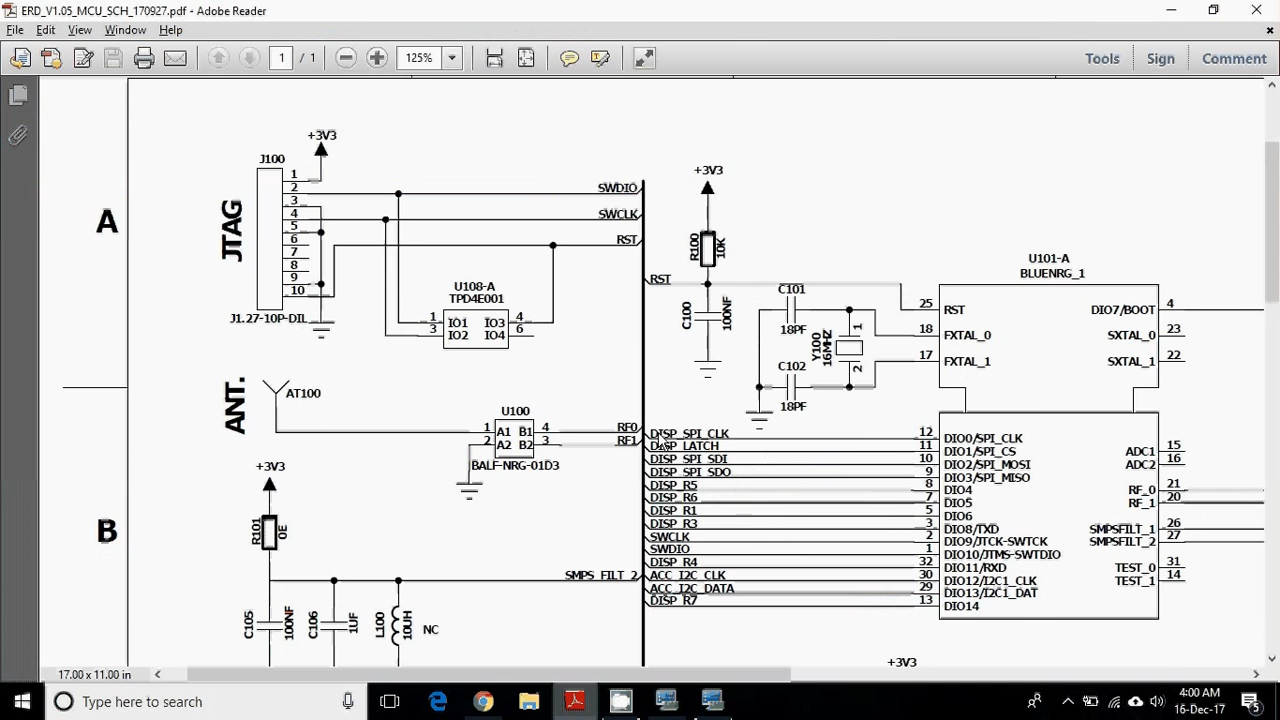 ERD_V1.05_MCU_SCH_170927.pdf - Adobe Reader
File Edit View Window Help
1 / 1 125% Tools Sign Comment
A
JTAG
+3V3
J100
1
2
3
4
5
6
7
8
9
10
J1.27-10P-DIL
SWDIO
SWCLK
RST
U108-A
TPD4E001
1 IO1 IO3 4
3 IO2 IO4 6
+3V3
R100
10K
RST
C100
100NF
C101
18PF
Y100
16MHZ
1
2
C102
18PF
U101-A
BLUENRG_1
25 RST DIO7/BOOT 4
18 FXTAL_0 SXTAL_0 23
17 FXTAL_1 SXTAL_1 22
ANT.
AT100
U100
1 A1 B1 4 RF0
2 A2 B2 3 RF1
BALF-NRG-01D3
B
+3V3
R101
0E
SMPS_FILT_2
C105
100NF
C106
1UF
L100
10UH
NC
DISP_SPI_CLK 12 DIO0/SPI_CLK
DISP_LATCH 11 DIO1/SPI_CS
DISP_SPI_SDI 10 DIO2/SPI_MOSI
DISP_SPI_SDO 9 DIO3/SPI_MISO
DISP_R5 8 DIO4
DISP_R6 7 DIO5
DISP_R1 5 DIO6
DISP_R3 3 DIO8/TXD
SWCLK 2 DIO9/JTCK-SWTCK
SWDIO 1 DIO10/JTMS-SWTDIO
DISP_R4 32 DIO11/RXD
ACC_I2C_CLK 30 DIO12/I2C1_CLK
ACC_I2C_DATA 29 DIO13/I2C1_DAT
DISP_R7 13 DIO14
ADC1 15
ADC2 16
RF_0 21
RF_1 20
SMPSFILT_1 26
SMPSFILT_2 27
TEST_0 31
TEST_1 14
+3V3
17.00 x 11.00 in
Type here to search
4:00 AM
16-Dec-17